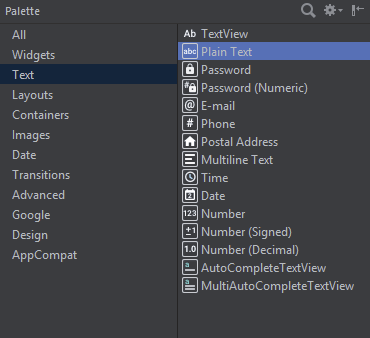 Palette
All
Widgets
Text
Layouts
Containers
Images
Date
Transitions
Advanced
Google
Design
AppCompat
Ab TextView
abc Plain Text
Password
# Password (Numeric)
@ E-mail
# Phone
Postal Address
Multiline Text
Time
Date
123 Number
±1 Number (Signed)
1.0 Number (Decimal)
a AutoCompleteTextView
a MultiAutoCompleteTextView